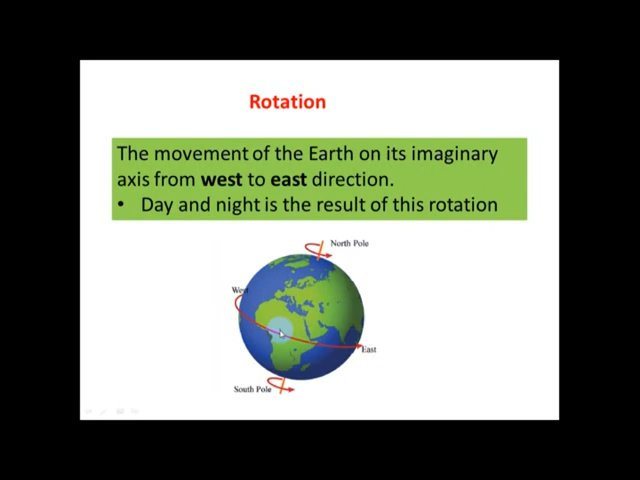 Rotation
The movement of the Earth on its imaginary
axis from west to east direction.
• Day and night is the result of this rotation
North Pole
West
East
South Pole